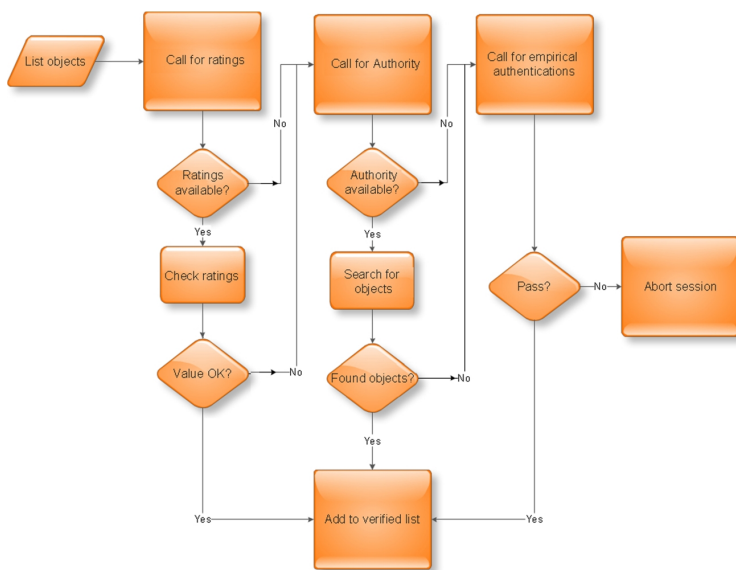 List objects
Call for ratings
Call for Authority
Call for empirical
authentications
No
No
Ratings
available?
Authority
available?
Yes
Yes
Check ratings
Search for
objects
Pass?
No
Abort session
Value OK?
No
Found objects?
No
Yes
Yes
Add to verified list
Yes